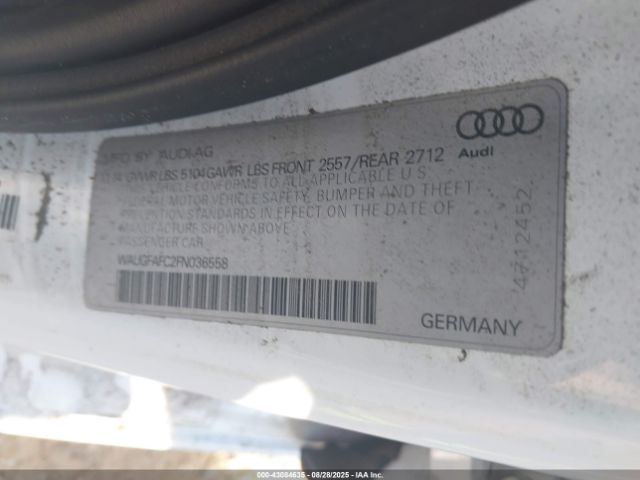 MFD BY AUDI-AG
GVWR LBS 5104 GAWR LBS FRONT 2557/REAR 2712
VEHICLE CONFORMS TO ALL APPLICABLE U.S.
FEDERAL MOTOR VEHICLE SAFETY, BUMPER AND THEFT
PREVENTION STANDARDS IN EFFECT ON THE DATE OF
MANUFACTURE SHOWN ABOVE
PASSENGER CAR
WAUGFAFC2FN036558
Audi
4712452
GERMANY
000-43084635 - 08/28/2025 - IAAI.COM